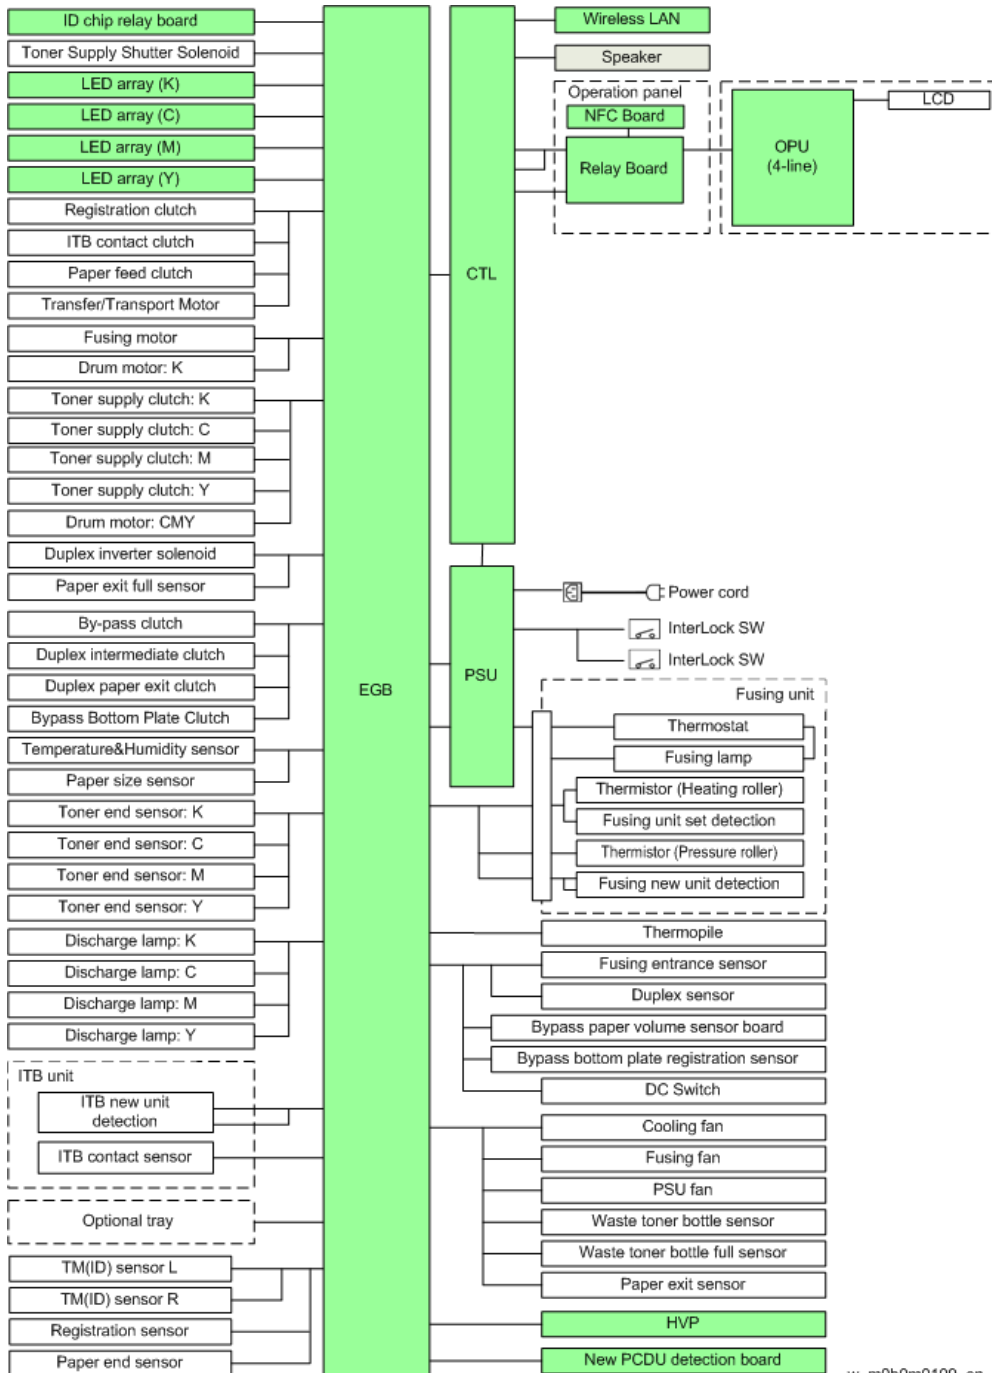 ID chip relay board
Toner Supply Shutter Solenoid
LED array (K)
LED array (C)
LED array (M)
LED array (Y)
Registration clutch
ITB contact clutch
Paper feed clutch
Transfer/Transport Motor
Fusing motor
Drum motor: K
Toner supply clutch: K
Toner supply clutch: C
Toner supply clutch: M
Toner supply clutch: Y
Drum motor: CMY
Duplex inverter solenoid
Paper exit full sensor
By-pass clutch
Duplex intermediate clutch
Duplex paper exit clutch
Bypass Bottom Plate Clutch
Temperature&Humidity sensor
Paper size sensor
Toner end sensor: K
Toner end sensor: C
Toner end sensor: M
Toner end sensor: Y
Discharge lamp: K
Discharge lamp: C
Discharge lamp: M
Discharge lamp: Y
ITB unit
ITB new unit
detection
ITB contact sensor
Optional tray
TM(ID) sensor L
TM(ID) sensor R
Registration sensor
Paper end sensor
EGB
CTL
PSU
Wireless LAN
Speaker
Operation panel
NFC Board
Relay Board
OPU
(4-line)
LCD
Power cord
InterLock SW
InterLock SW
Fusing unit
Thermostat
Fusing lamp
Thermistor (Heating roller)
Fusing unit set detection
Thermistor (Pressure roller)
Fusing new unit detection
Thermopile
Fusing entrance sensor
Duplex sensor
Bypass paper volume sensor board
Bypass bottom plate registration sensor
DC Switch
Cooling fan
Fusing fan
PSU fan
Waste toner bottle sensor
Waste toner bottle full sensor
Paper exit sensor
HVP
New PCDU detection board